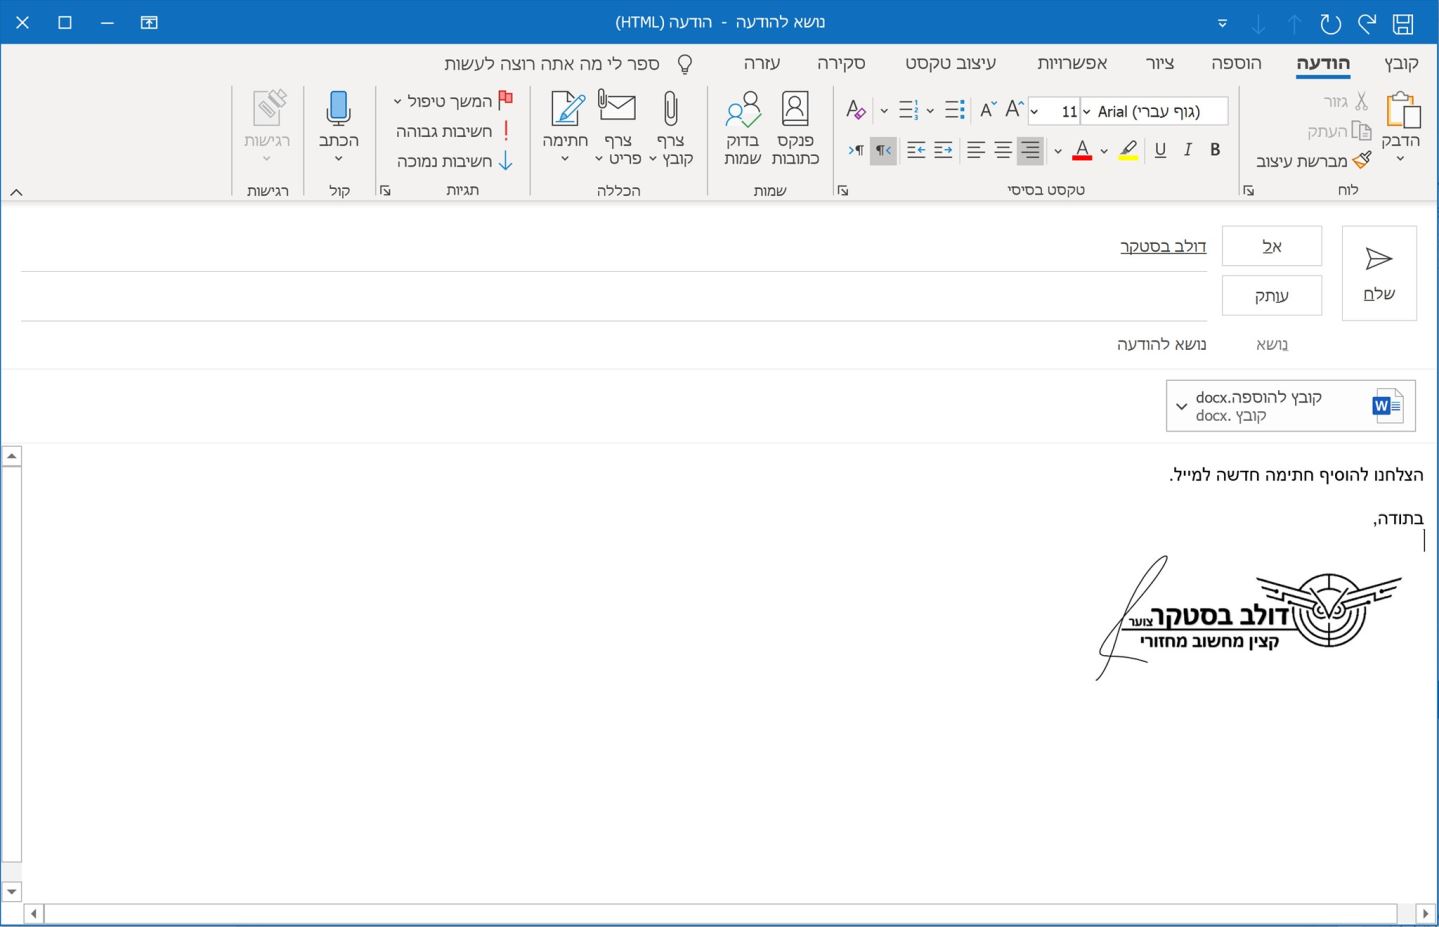 נושא להודעה - הודעה (HTML)
קובץ הודעה הוספה ציור אפשרויות עיצוב טקסט סקירה עזרה ספר לי מה אתה רוצה לעשות
הדבק
גזור
העתק
מברשת עיצוב
לוח
Arial (גוף עברי) 11
B I U A
טקסט בסיסי
פנקס כתובות
בדוק שמות
שמות
צרף קובץ
צרף פריט
חתימה
הכללה
המשך טיפול
חשיבות גבוהה
חשיבות נמוכה
תגיות
הכתב
קול
רגישות
רגישות
שלח
אל דולב בסטקר
עותק
נושא נושא להודעה
קובץ להוספה.docx
קובץ .docx
הצלחנו להוסיף חתימה חדשה למייל.
בתודה,
דולב בסטקר צוער
קצין מחשוב מחזורי